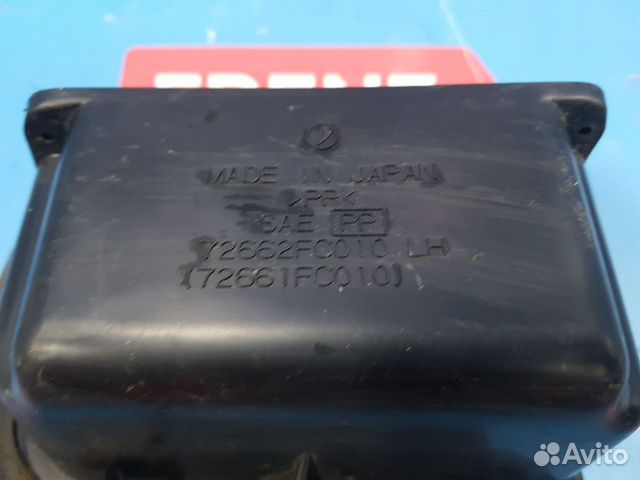 MADE IN JAPAN
>PP<
SAE PP
72662FC010 LH
(72661FC010)
Avito